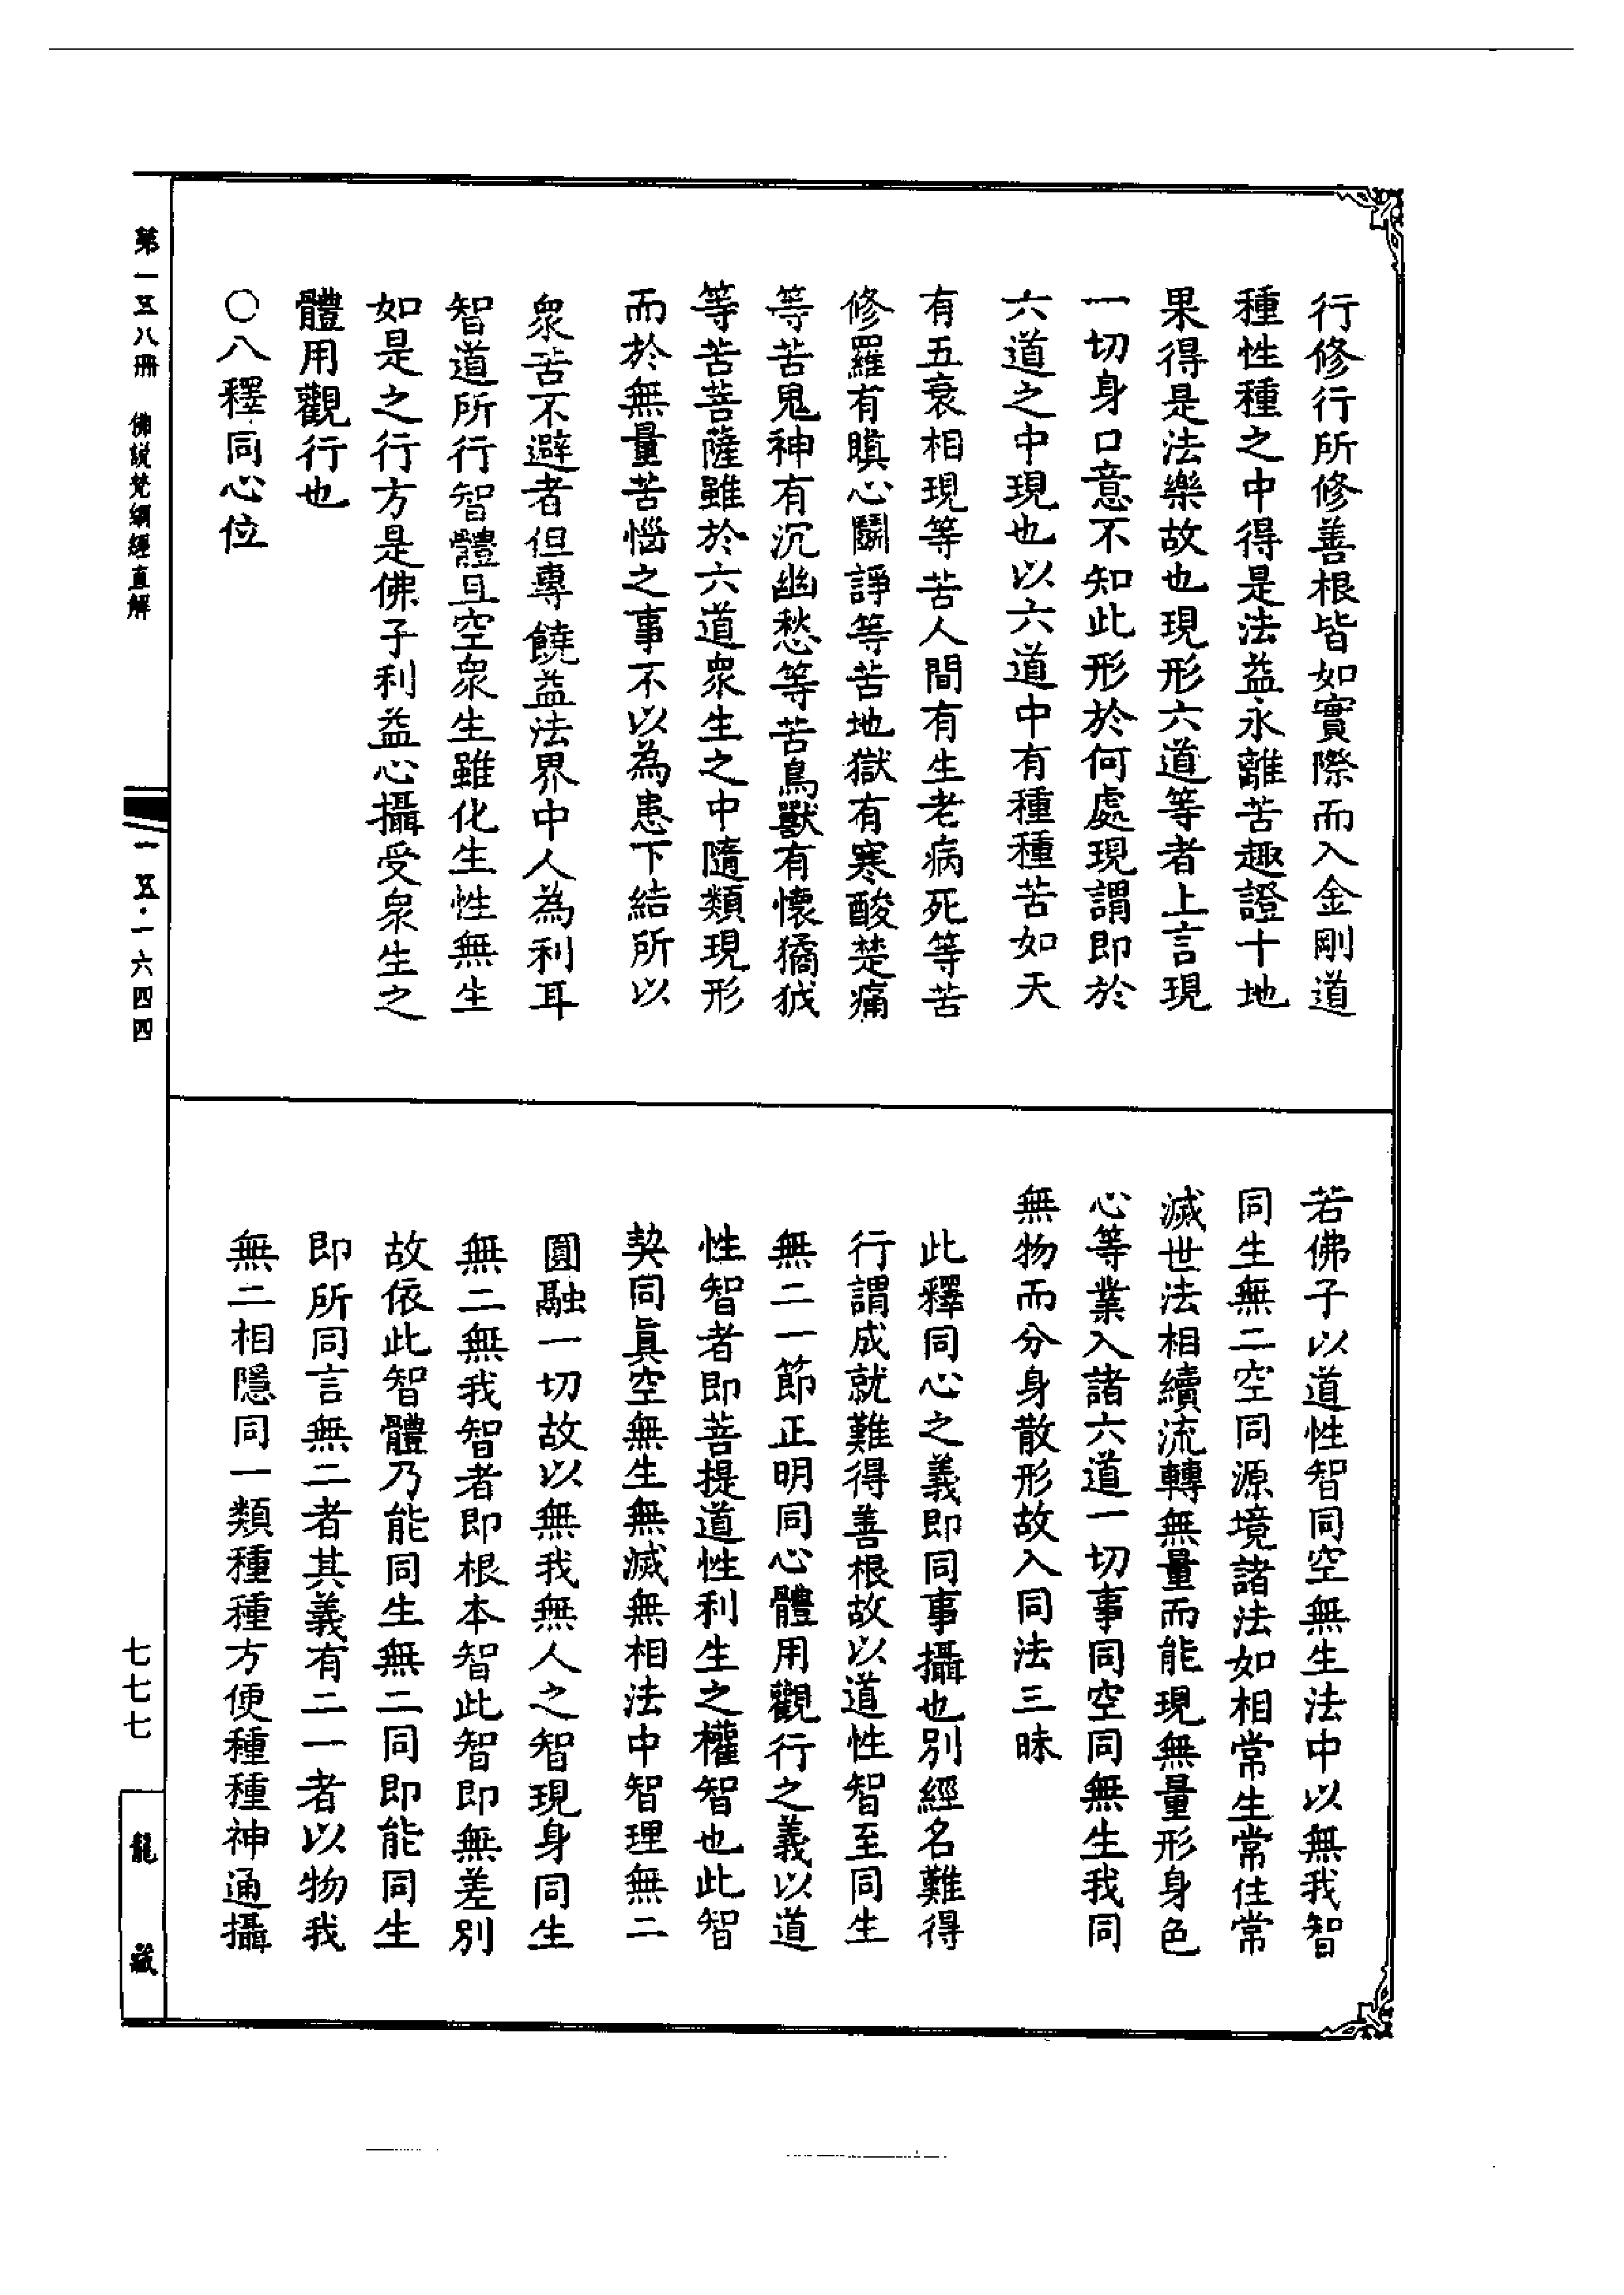 行修行所修善根皆如實際而入金剛道
種性種之中得是法益永離苦趣證十地
果得是法樂故也現形六道等者上言現
一切身口意不知此形於何處現謂即於
六道之中現也以六道中有種種苦如天
有五衰相現等苦人間有生老病死等苦
修羅有瞋心鬬諍等苦地獄有寒酸楚痛
等苦鬼神有沉幽愁等苦鳥獸有懷獝狘
等苦菩薩雖於六道衆生之中隨類現形
而於無量苦惱之事不以為患下結所以
衆苦不避者但專饒益法界中人為利耳
智道所行智體且空衆生雖化生性無生
如是之行方是佛子利益心攝受衆生之
體用觀行也
○八釋同心位
若佛子以道性智同空無生法中以無我智
同生無二空同源境諸法如相常生常住常
滅世法相續流轉無量而能現無量形身色
心等業入諸六道一切事同空同無生我同
無物而分身散形故入同法三昧
此釋同心之義即同事攝也別經名難得
行謂成就難得善根故以道性智至同生
無二一節正明同心體用觀行之義以道
性智者即菩提道性利生之權智也此智
契同眞空無生無滅無相法中智理無二
圓融一切故以無我無人之智現身同生
無二無我智者即根本智此智即無差別
故依此智體乃能同生無二同即能同生
即所同言無二者其義有二一者以物我
無二相隱同一類種種方便種種神通攝
第一五八冊 佛說梵網經直解
一五·一六四四
七七七
龍藏